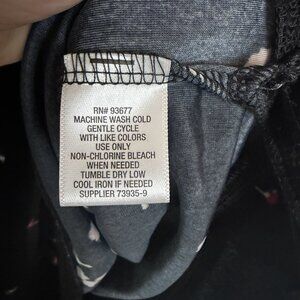 RN# 93677
MACHINE WASH COLD
GENTLE CYCLE
WITH LIKE COLORS
USE ONLY
NON-CHLORINE BLEACH
WHEN NEEDED
TUMBLE DRY LOW
COOL IRON IF NEEDED
SUPPLIER 73935-9